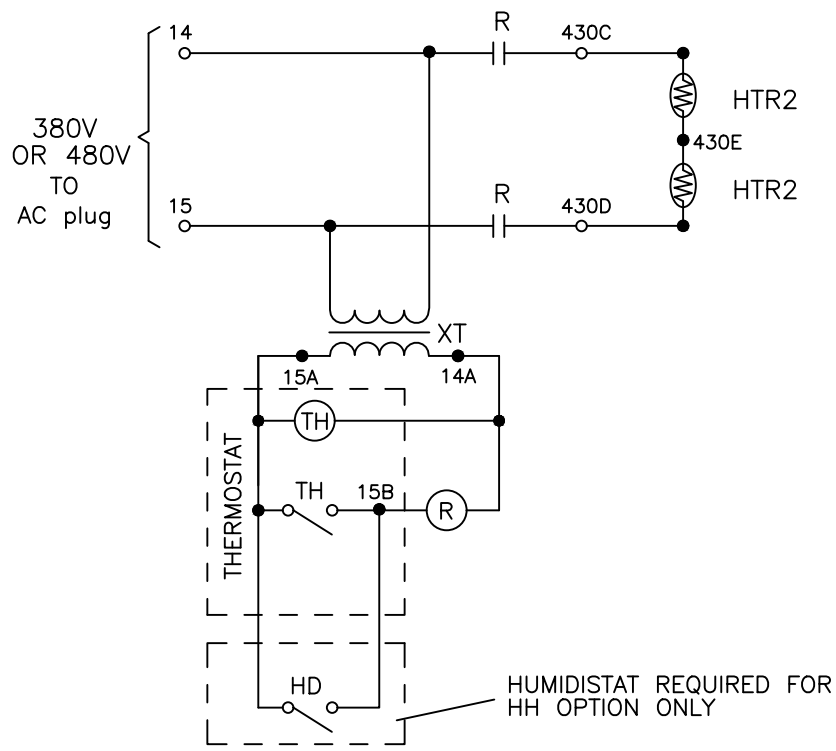 14
R
430C
HTR2
380V
OR 480V
TO
AC plug
430E
HTR2
15
R
430D
XT
15A
14A
THERMOSTAT
TH
TH
15B
R
HD
HUMIDISTAT REQUIRED FOR
HH OPTION ONLY